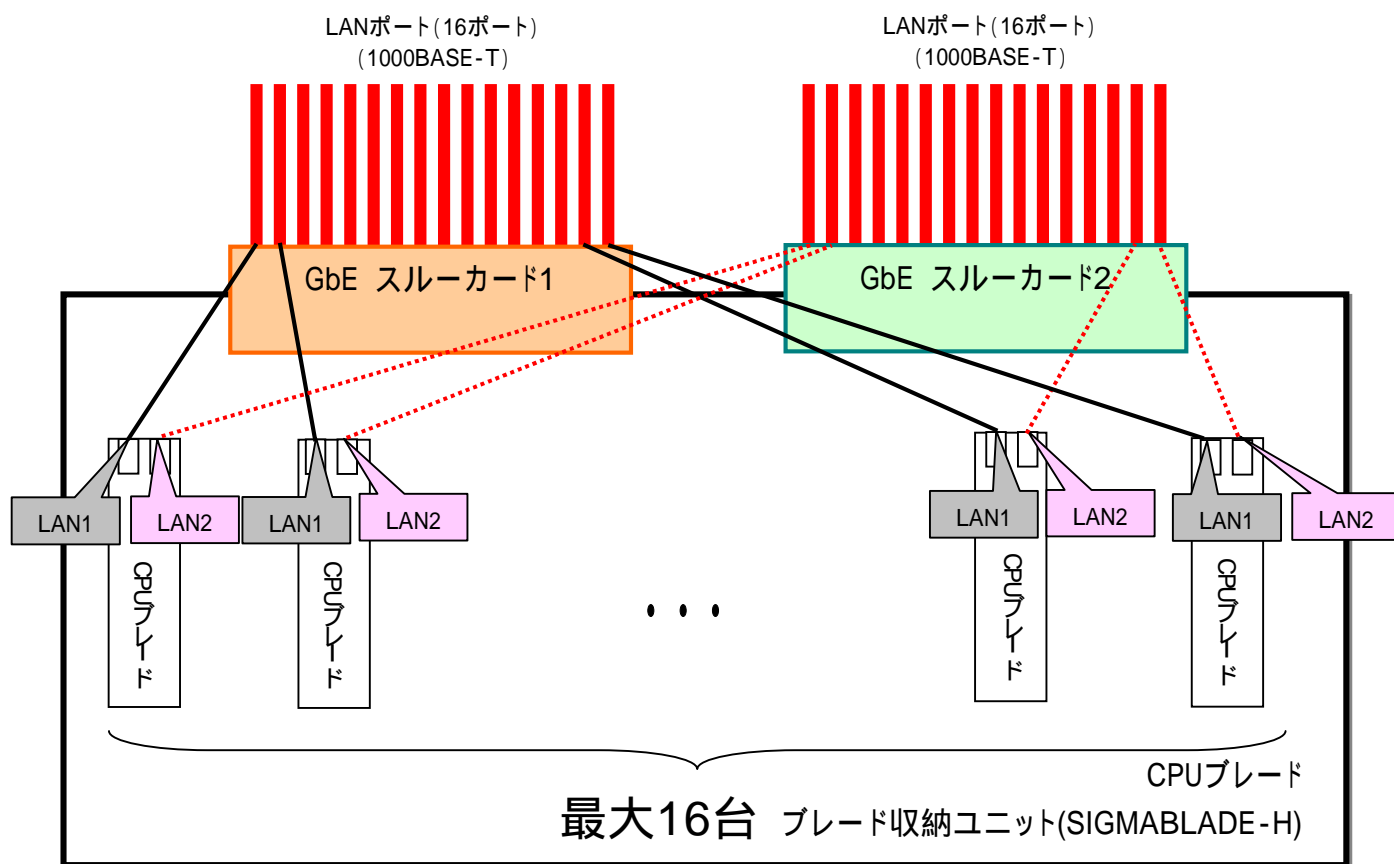 LANポート(16ポート)
(1000BASE-T)
LANポート(16ポート)
(1000BASE-T)
GbE スルーカード1
GbE スルーカード2
LAN1
LAN2
LAN1
LAN2
LAN1
LAN2
LAN1
LAN2
CPUブレード
CPUブレード
CPUブレード
CPUブレード
・・・
CPUブレード
最大16台 ブレード収納ユニット(SIGMABLADE-H)